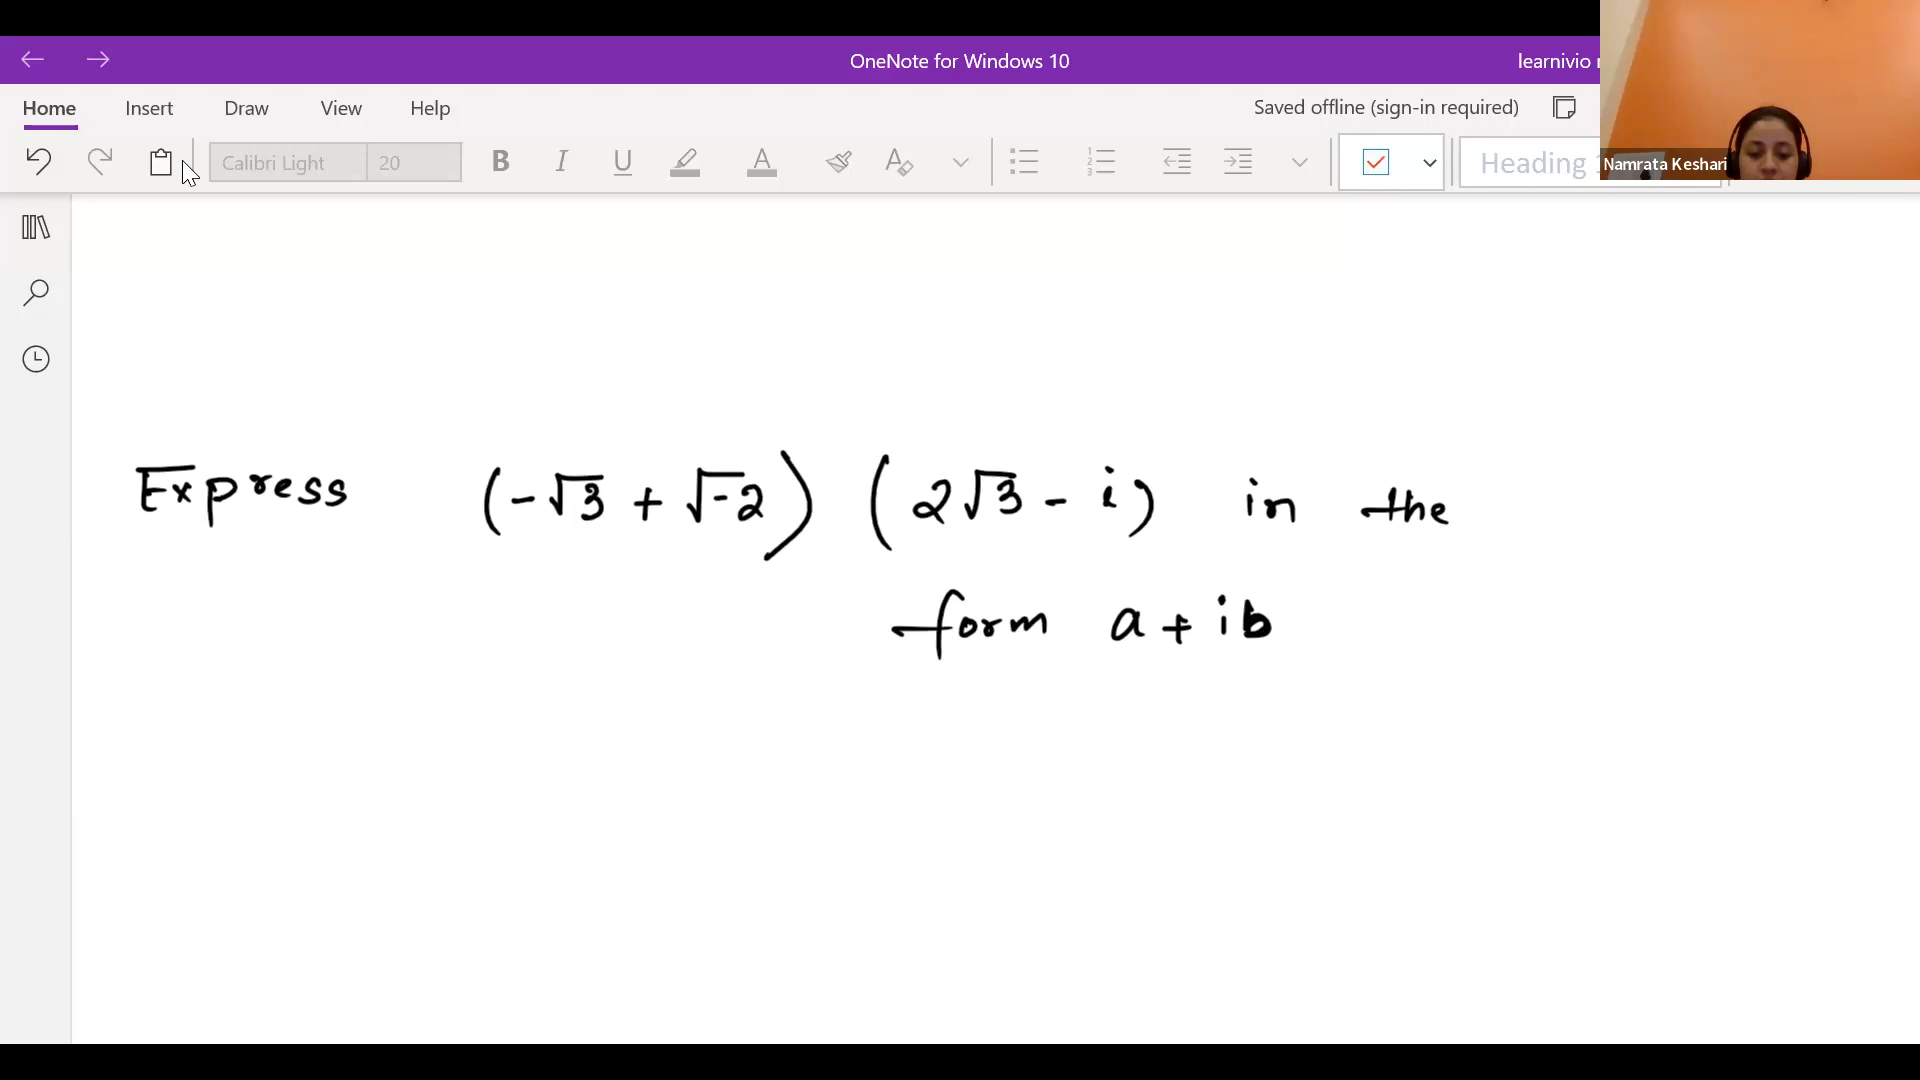 OneNote for Windows 10
learnivio
Home Insert Draw View Help
Saved offline (sign-in required)
Calibri Light 20 B I U A A Heading
Namrata Keshari
Express (-√3 + √-2) (2√3 - i) in the
form a + ib